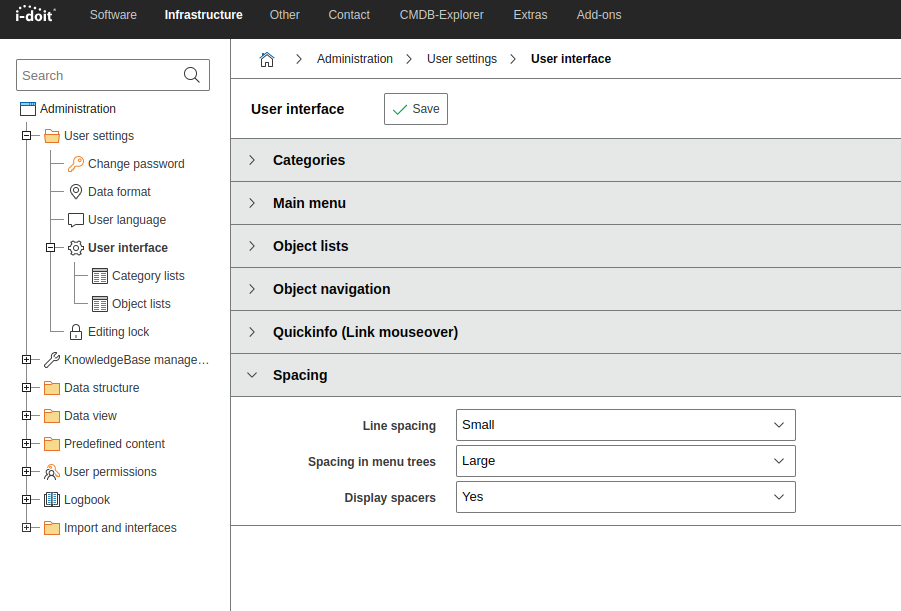 i-doit
Software Infrastructure Other Contact CMDB-Explorer Extras Add-ons
Search
Administration
User settings
Change password
Data format
User language
User interface
Category lists
Object lists
Editing lock
KnowledgeBase manage...
Data structure
Data view
Predefined content
User permissions
Logbook
Import and interfaces
Administration User settings User interface
User interface Save
Categories
Main menu
Object lists
Object navigation
Quickinfo (Link mouseover)
Spacing
Line spacing Small
Spacing in menu trees Large
Display spacers Yes